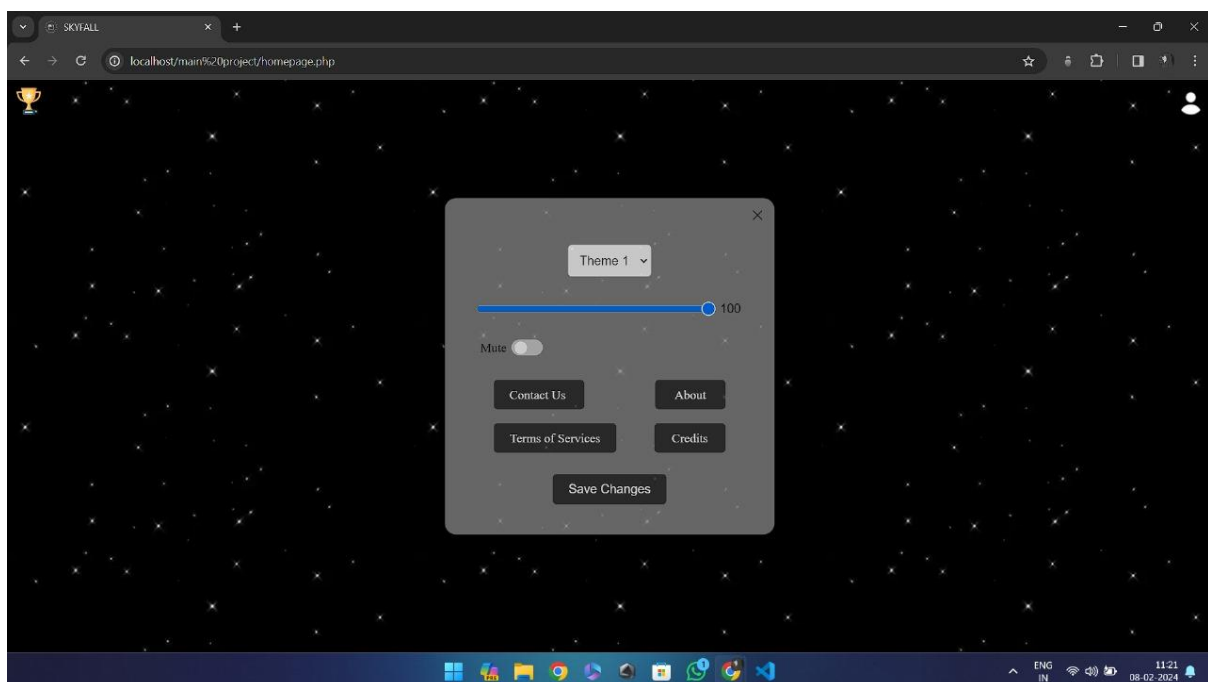 SKYFALL
localhost/main%20project/homepage.php
Theme 1
100
Mute
Contact Us
About
Terms of Services
Credits
Save Changes
1
ENG
IN
11:21
08-02-2024